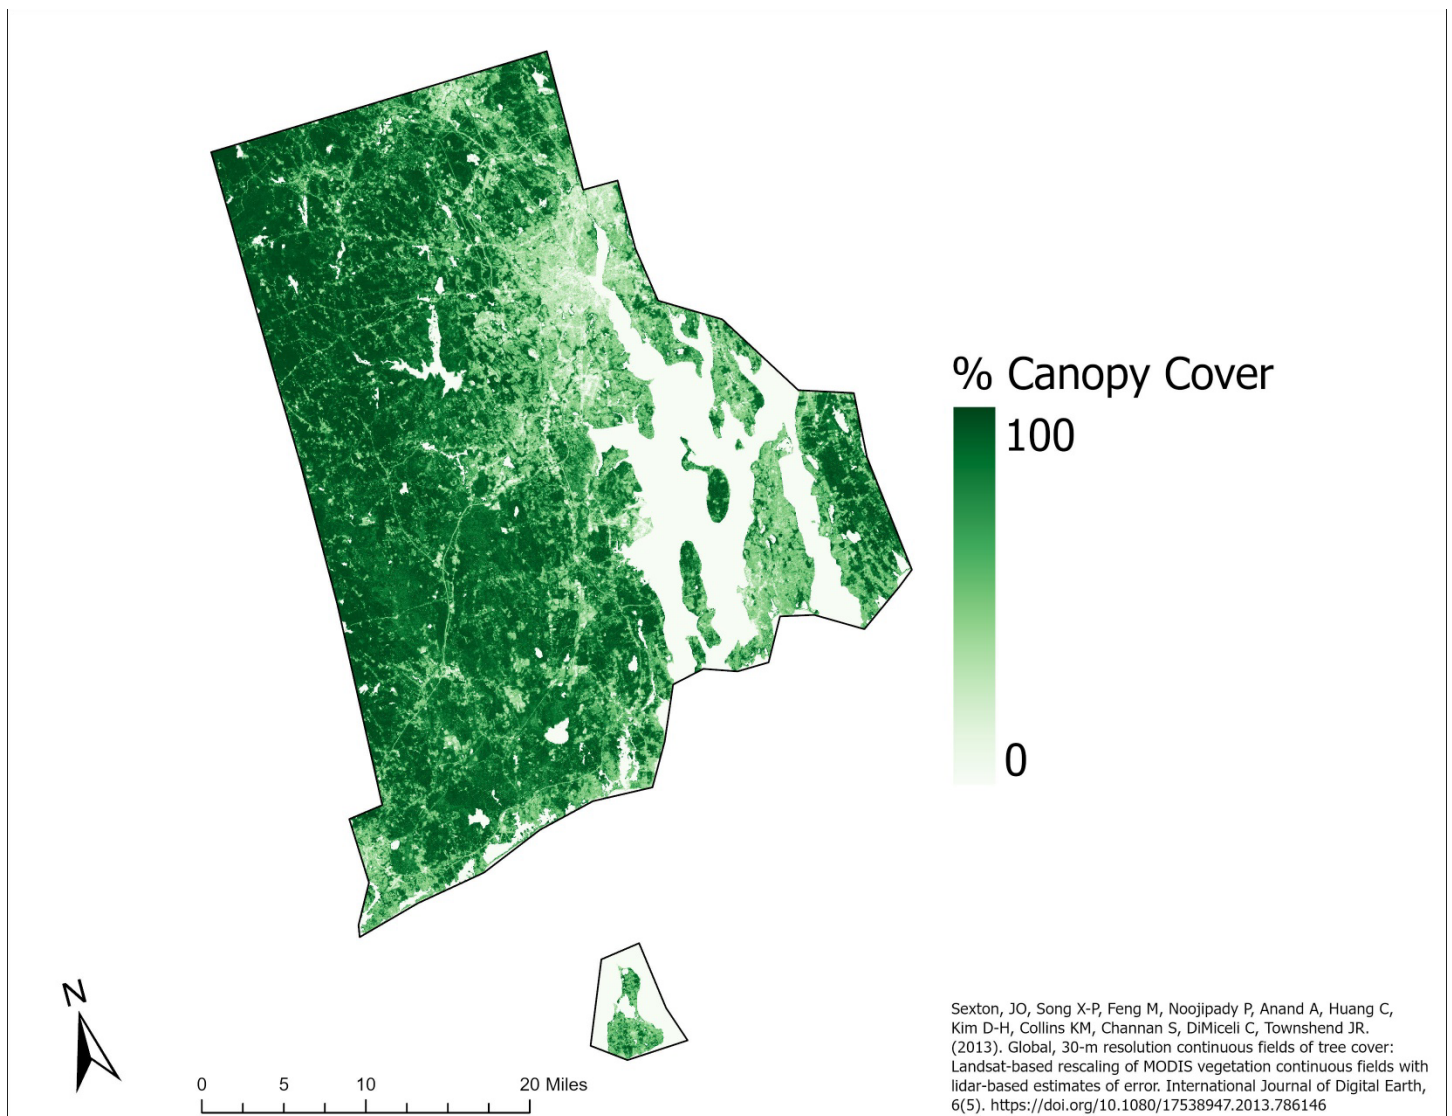 % Canopy Cover
100
0
N
0 5 10 20 Miles
Sexton, JO, Song X-P, Feng M, Noojipady P, Anand A, Huang C,
Kim D-H, Collins KM, Channan S, DiMiceli C, Townshend JR.
(2013). Global, 30-m resolution continuous fields of tree cover:
Landsat-based rescaling of MODIS vegetation continuous fields with
lidar-based estimates of error. International Journal of Digital Earth,
6(5). https://doi.org/10.1080/17538947.2013.786146